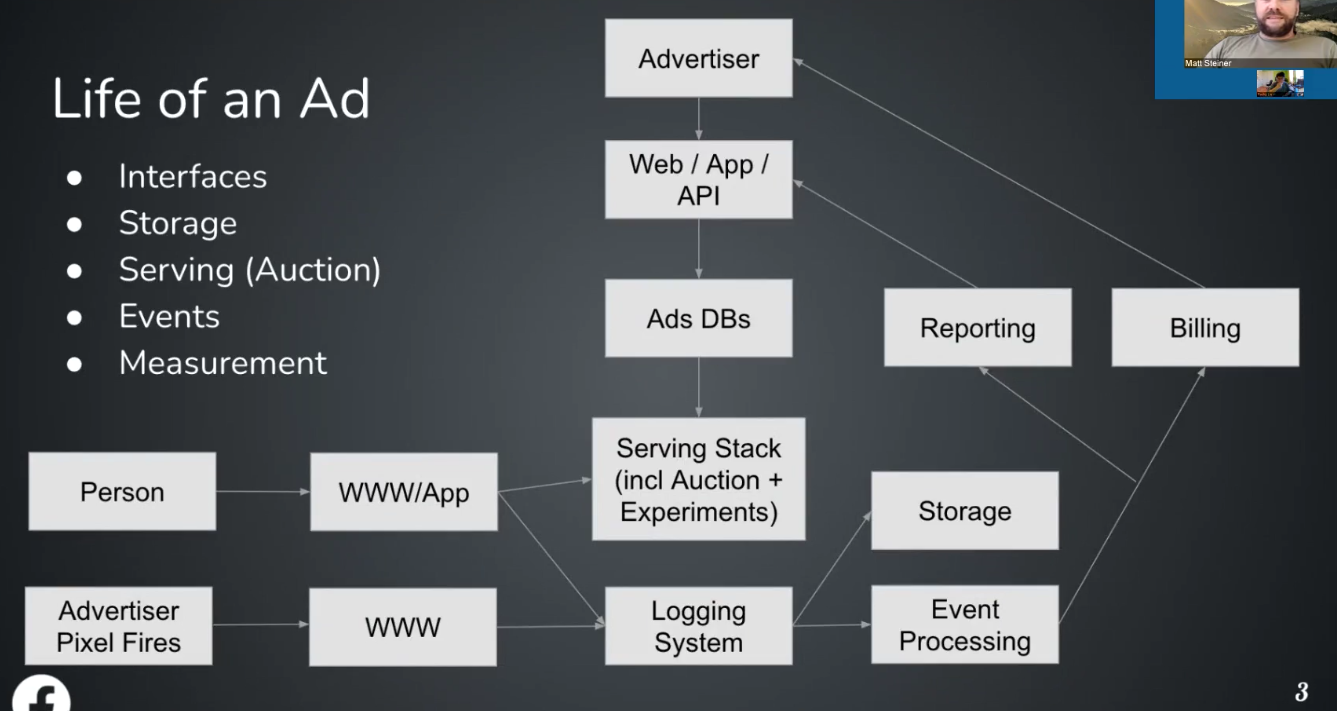 Life of an Ad
● Interfaces
● Storage
● Serving (Auction)
● Events
● Measurement
Advertiser
Web / App /
API
Ads DBs
Reporting
Billing
Serving Stack
(incl Auction +
Experiments)
Person
WWW/App
Storage
Advertiser
Pixel Fires
WWW
Logging
System
Event
Processing
Matt Steiner
3